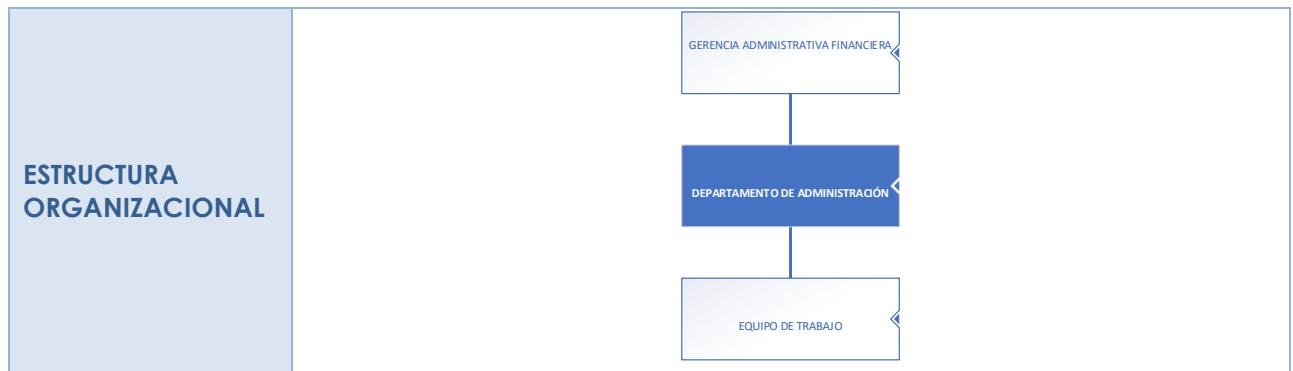 GERENCIA ADMINISTRATIVA FINANCIERA
ESTRUCTURA
ORGANIZACIONAL
DEPARTAMENTO DE ADMINISTRACIÓN
EQUIPO DE TRABAJO